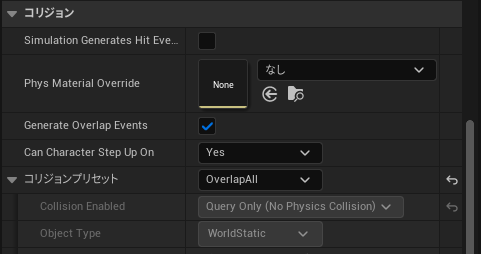 コリジョン
Simulation Generates Hit Eve...
Phys Material Override
None
なし
Generate Overlap Events
Can Character Step Up On
Yes
コリジョンプリセット
OverlapAll
Collision Enabled
Query Only (No Physics Collision)
Object Type
WorldStatic